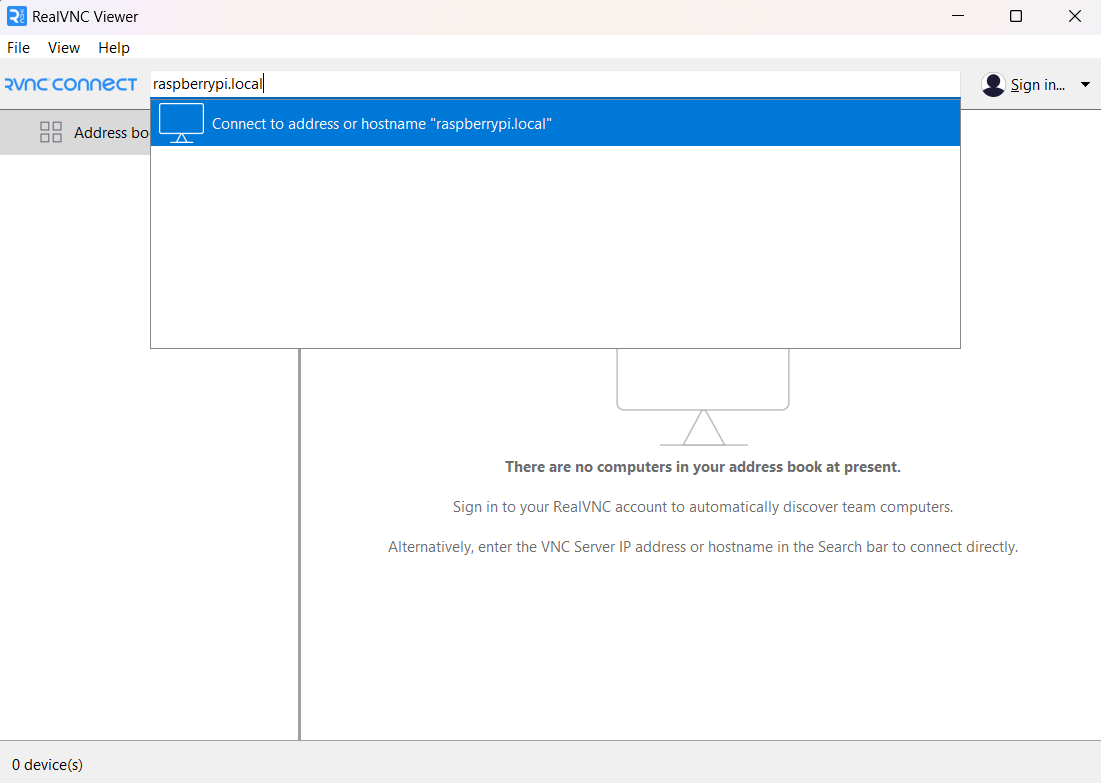 RealVNC Viewer
File View Help
RVNC CONNECT raspberrypi.local Sign in...
Address bo
Connect to address or hostname "raspberrypi.local"
There are no computers in your address book at present.
Sign in to your RealVNC account to automatically discover team computers.
Alternatively, enter the VNC Server IP address or hostname in the Search bar to connect directly.
0 device(s)